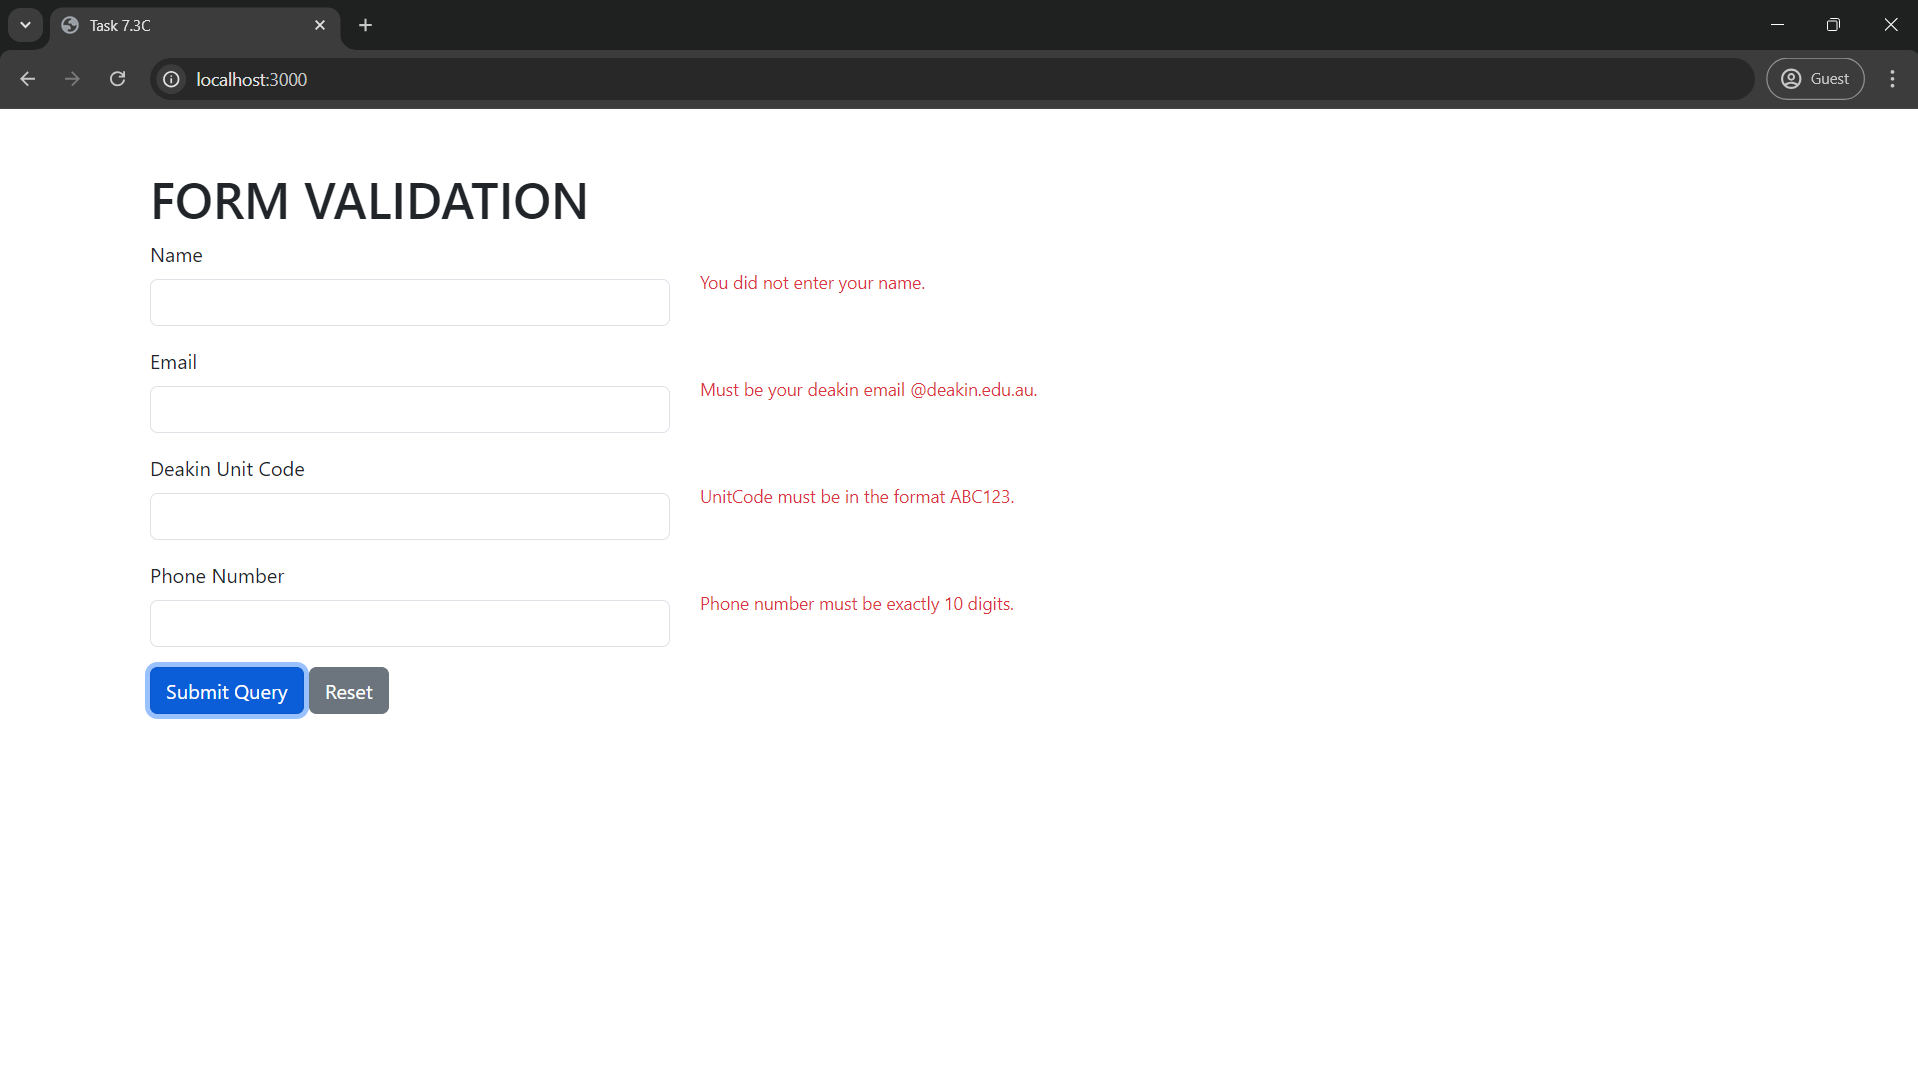 Task 7.3C
localhost:3000
Guest
FORM VALIDATION
Name
You did not enter your name.
Email
Must be your deakin email @deakin.edu.au.
Deakin Unit Code
UnitCode must be in the format ABC123.
Phone Number
Phone number must be exactly 10 digits.
Submit Query Reset